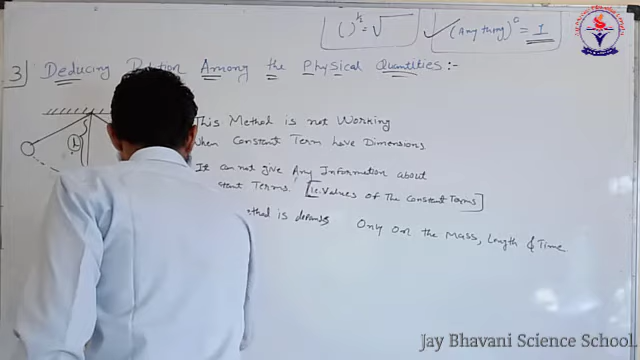 ( )^½ = √
✓ (Any thing)^0 = 1
3] Deducing Relation Among the Physical Quantities :-
This Method is not Working
When Constant Term have Dimensions
It can not give Any Information about
stant Terms. [i.e. Values of The Constant Terms]
ethod is depends Only on the Mass, Length & Time
l
Jay Bhavani Science School.